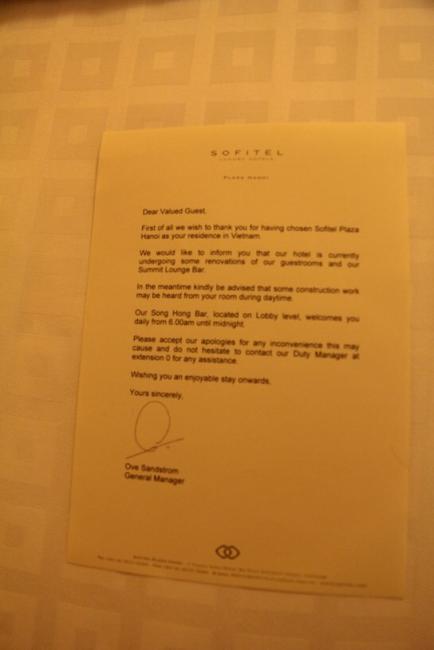 SOFITEL
LUXURY HOTELS
PLAZA HANOI
Dear Valued Guest,
First of all we wish to thank you for having chosen Sofitel Plaza
Hanoi as your residence in Vietnam.
We would like to inform you that our hotel is currently
undergoing some renovations of our guestrooms and our
Summit Lounge Bar.
In the meantime kindly be advised that some construction work
may be heard from your room during daytime.
Our Song Hong Bar, located on Lobby level, welcomes you
daily from 6.00am until midnight.
Please accept our apologies for any inconvenience this may
cause and do not hesitate to contact our Duty Manager at
extension 0 for any assistance.
Wishing you an enjoyable stay onwards,
Yours sincerely,
Ove Sandstrom
General Manager